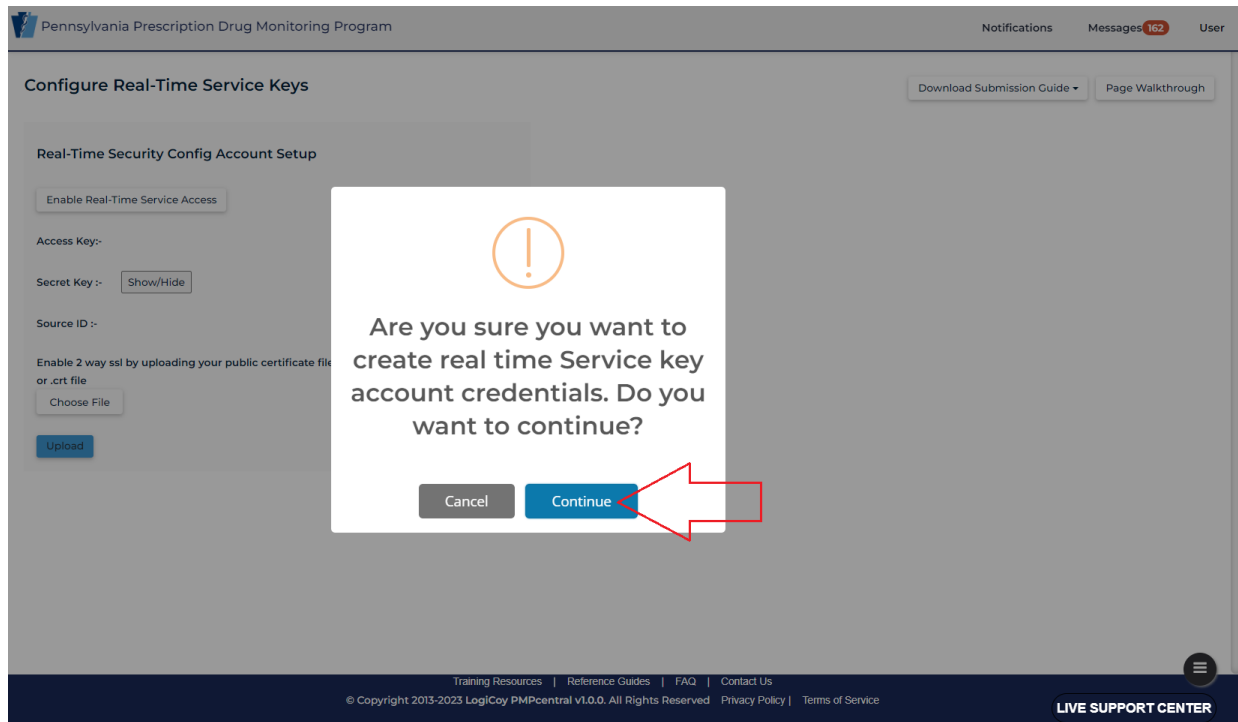 Pennsylvania Prescription Drug Monitoring Program
Notifications
Messages 162
User
Configure Real-Time Service Keys
Download Submission Guide
Page Walkthrough
Real-Time Security Config Account Setup
Enable Real-Time Service Access
Access Key:-
Secret Key :- Show/Hide
Source ID :-
Enable 2 way ssl by uploading your public certificate file
or .crt file
Choose File
Upload
Are you sure you want to
create real time Service key
account credentials. Do you
want to continue?
Cancel
Continue
Training Resources | Reference Guides | FAQ | Contact Us
© Copyright 2013-2023 LogiCoy PMPcentral v1.0.0. All Rights Reserved Privacy Policy | Terms of Service
LIVE SUPPORT CENTER